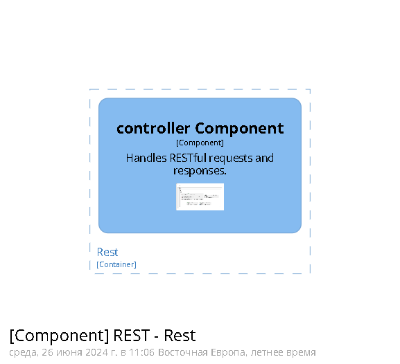 controller Component
[Component]
Handles RESTful requests and
responses.
Rest
[Container]
[Component] REST - Rest
среда, 26 июня 2024 г. в 11:06 Восточная Европа, летнее время